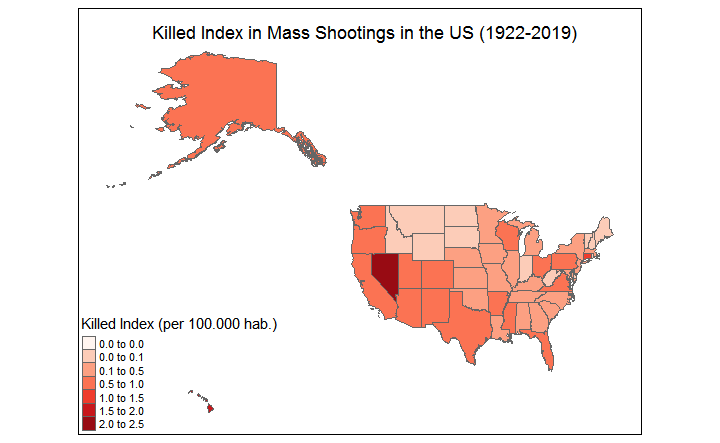 Killed Index in Mass Shootings in the US (1922-2019)
Killed Index (per 100.000 hab.)
0.0 to 0.0
0.0 to 0.1
0.1 to 0.5
0.5 to 1.0
1.0 to 1.5
1.5 to 2.0
2.0 to 2.5